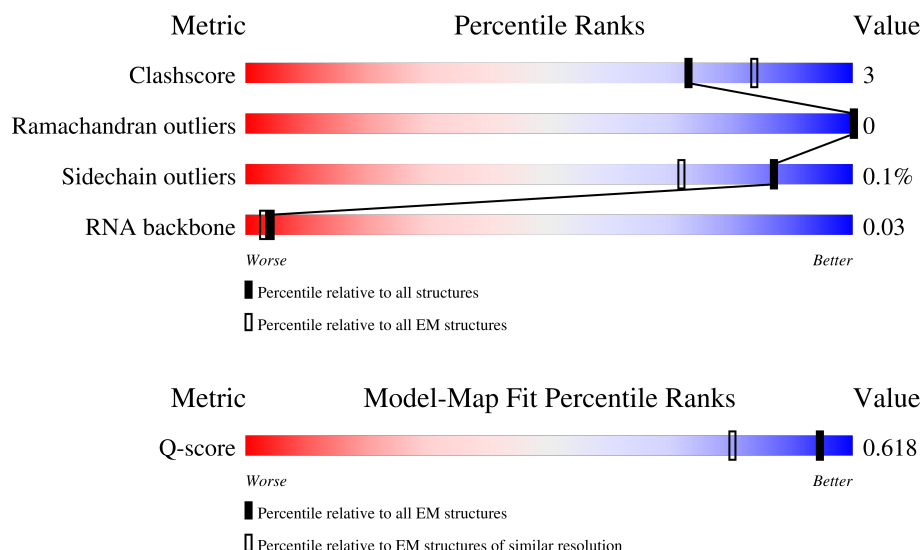 Metric Percentile Ranks Value
Clashscore 3
Ramachandran outliers 0
Sidechain outliers 0.1%
RNA backbone 0.03
Worse Better
Percentile relative to all structures
Percentile relative to all EM structures
Metric Model-Map Fit Percentile Ranks Value
Q-score 0.618
Worse Better
Percentile relative to all EM structures
Percentile relative to EM structures of similar resolution